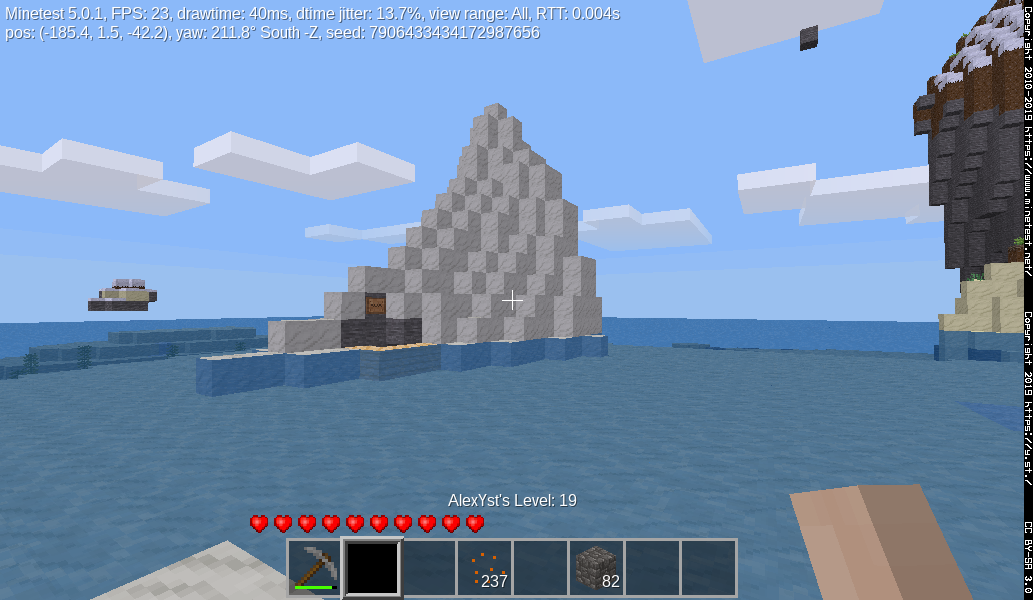 Minetest 5.0.1, FPS: 23, drawtime: 40ms, dtime jitter: 13.7%, view range: All, RTT: 0.004s
pos: (-185.4, 1.5, -42.2), yaw: 211.8° South -Z, seed: 7906433434172987656
AlexYst's Level: 19
237
82
Copyright 2010-2019 https://www.minetest.net/
Copyright 2019 https://y.st./
CC BY-SA 3.0